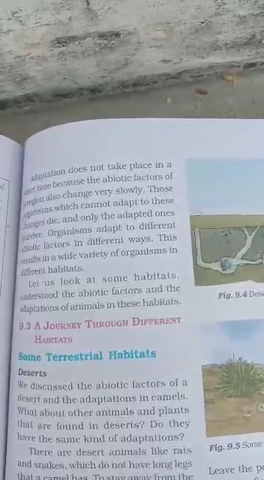 Adaptation does not take place in a
short time because the abiotic factors of
a region also change very slowly. Those
organisms which cannot adapt to these
changes die, and only the adapted ones
survive. Organisms adapt to different
abiotic factors in different ways. This
results in a wide variety of organisms in
different habitats.
Let us look at some habitats,
understood the abiotic factors and the
adaptations of animals in these habitats.
9.3 A JOURNEY THROUGH DIFFERENT
HABITATS
Some Terrestrial Habitats
Deserts
We discussed the abiotic factors of a
desert and the adaptations in camels.
What about other animals and plants
that are found in deserts? Do they
have the same kind of adaptations?
There are desert animals like rats
and snakes, which do not have long legs
that a camel has. To stay away from the
Fig. 9.4
Fig. 9.5 Some
Leave the